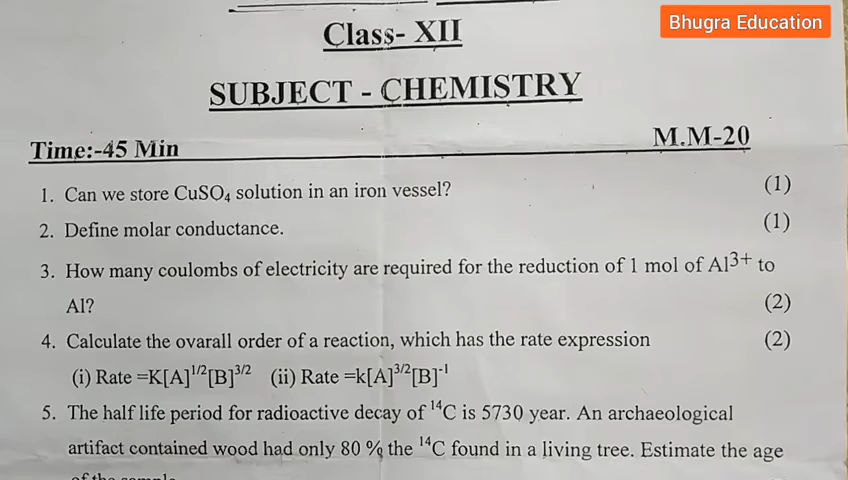 Bhugra Education
Class- XII
SUBJECT - CHEMISTRY
Time:-45 Min M.M-20
1. Can we store CuSO₄ solution in an iron vessel? (1)
2. Define molar conductance. (1)
3. How many coulombs of electricity are required for the reduction of 1 mol of Al³⁺ to
Al? (2)
4. Calculate the ovarall order of a reaction, which has the rate expression (2)
(i) Rate =K[A]¹/²[B]³/² (ii) Rate =k[A]³/²[B]⁻¹
5. The half life period for radioactive decay of ¹⁴C is 5730 year. An archaeological
artifact contained wood had only 80 % the ¹⁴C found in a living tree. Estimate the age
of the sample